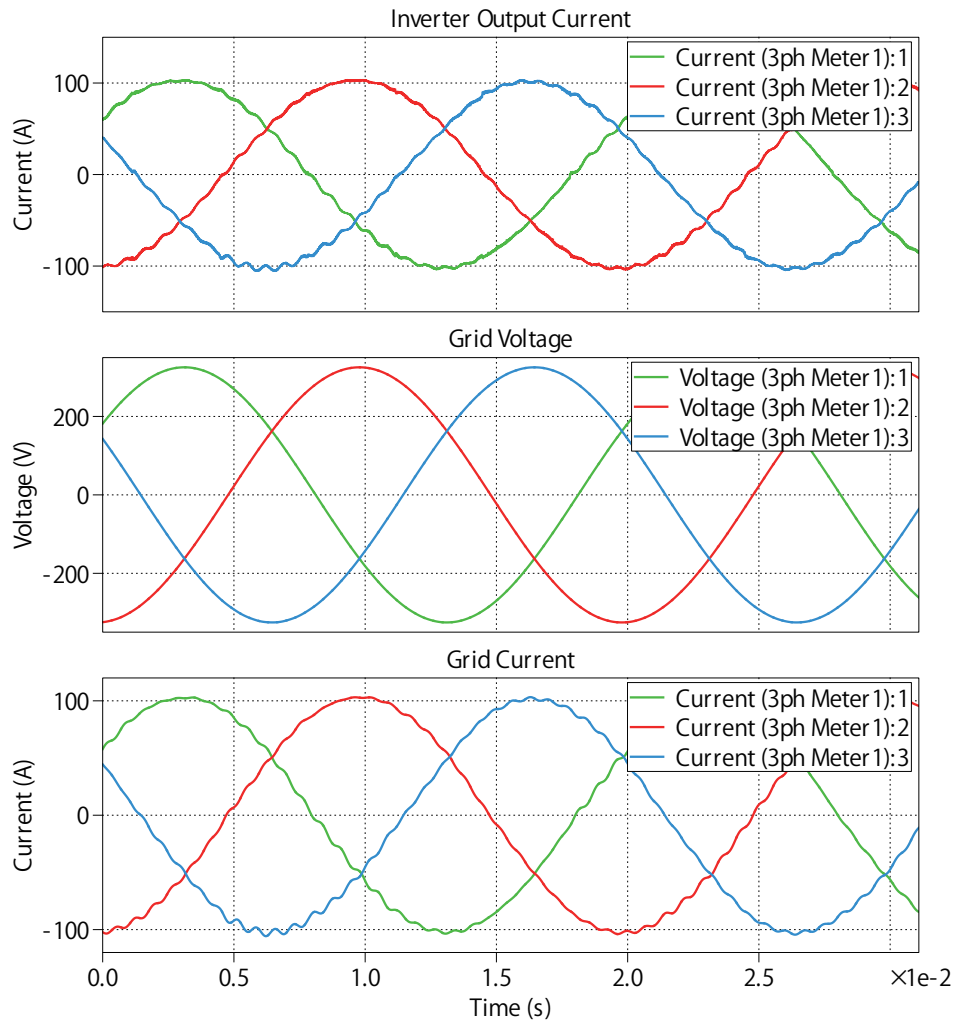 Inverter Output Current
Current (A)
100
0
-100
Current (3ph Meter1):1
Current (3ph Meter1):2
Current (3ph Meter1):3
Grid Voltage
Voltage (V)
200
0
-200
Voltage (3ph Meter1):1
Voltage (3ph Meter1):2
Voltage (3ph Meter1):3
Grid Current
Current (A)
100
0
-100
Current (3ph Meter1):1
Current (3ph Meter1):2
Current (3ph Meter1):3
0.0 0.5 1.0 1.5 2.0 2.5 ×1e-2
Time (s)